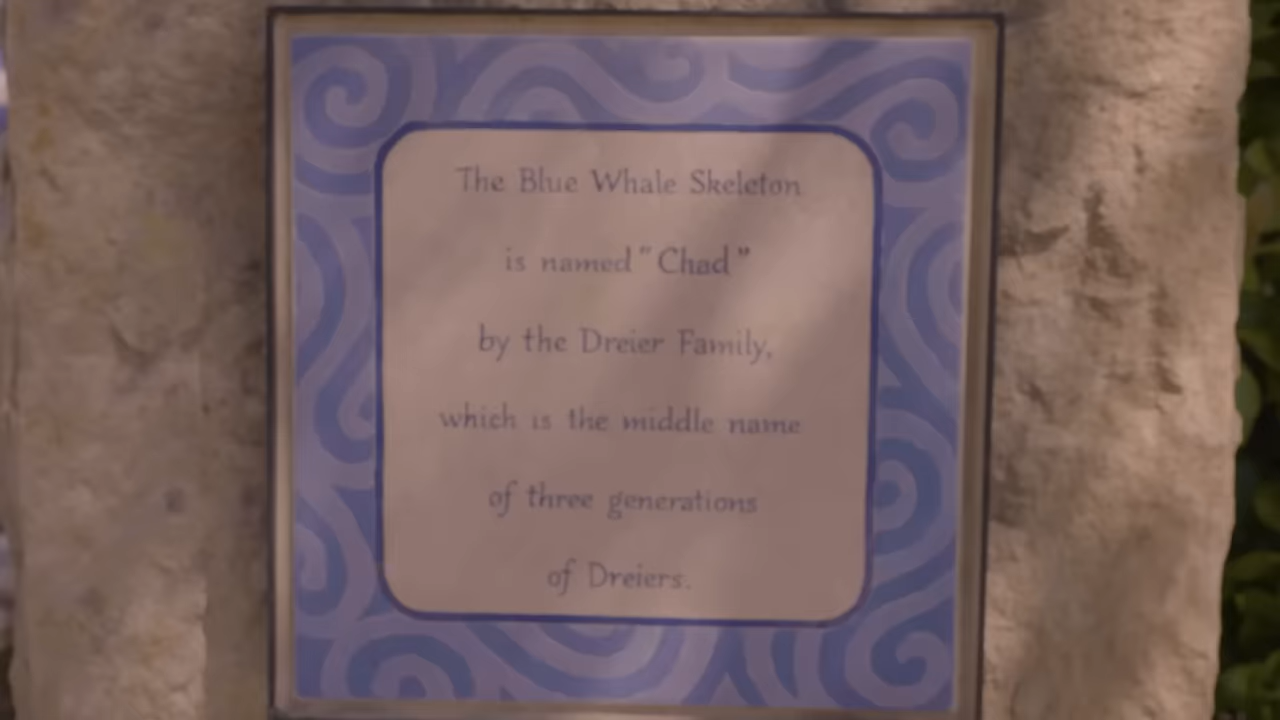 The Blue Whale Skeleton
is named "Chad"
by the Dreier Family,
which is the middle name
of three generations
of Dreiers.